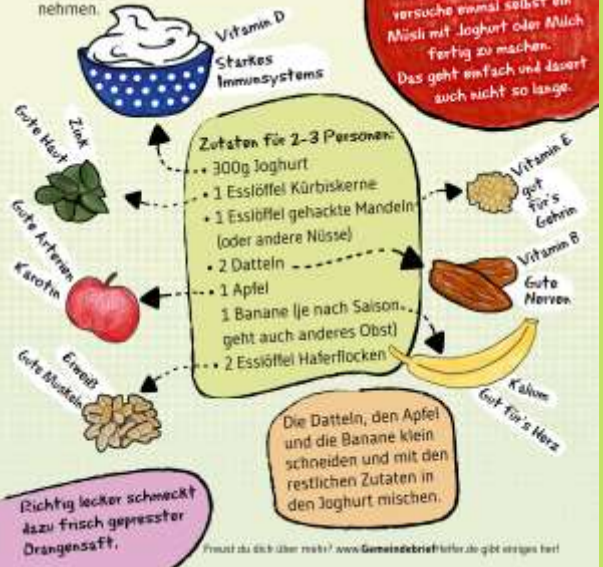 nehmen.
versuche einmal selbst ein
Müsli mit Joghurt oder Milch
fertig zu machen.
Das geht einfach und dauert
auch nicht so lange.
Vitamin D
Starkes
Immunsystems
Zink
Gute Haut
Zutaten für 2-3 Personen:
• 300g Joghurt
• 1 Esslöffel Kürbiskerne
• 1 Esslöffel gehackte Mandeln
(oder andere Nüsse)
• 2 Datteln
• 1 Apfel
1 Banane (je nach Saison
geht auch anderes Obst)
• 2 Esslöffel Haferflocken
Vitamin E
gut
für's
Gehrin
Gute Arterien
Karotin
Vitamin B
Gute
Nerven
Eiweiß
Gute Muskeln
Kalium
Gut für's Herz
Die Datteln, den Apfel
und die Banane klein
schneiden und mit den
restlichen Zutaten in
den Joghurt mischen.
Richtig lecker schmeckt
dazu frisch gepresster
Orangensaft.
Freust du dich über mehr? www.GemeindebriefHelfer.de gibt einiges her!